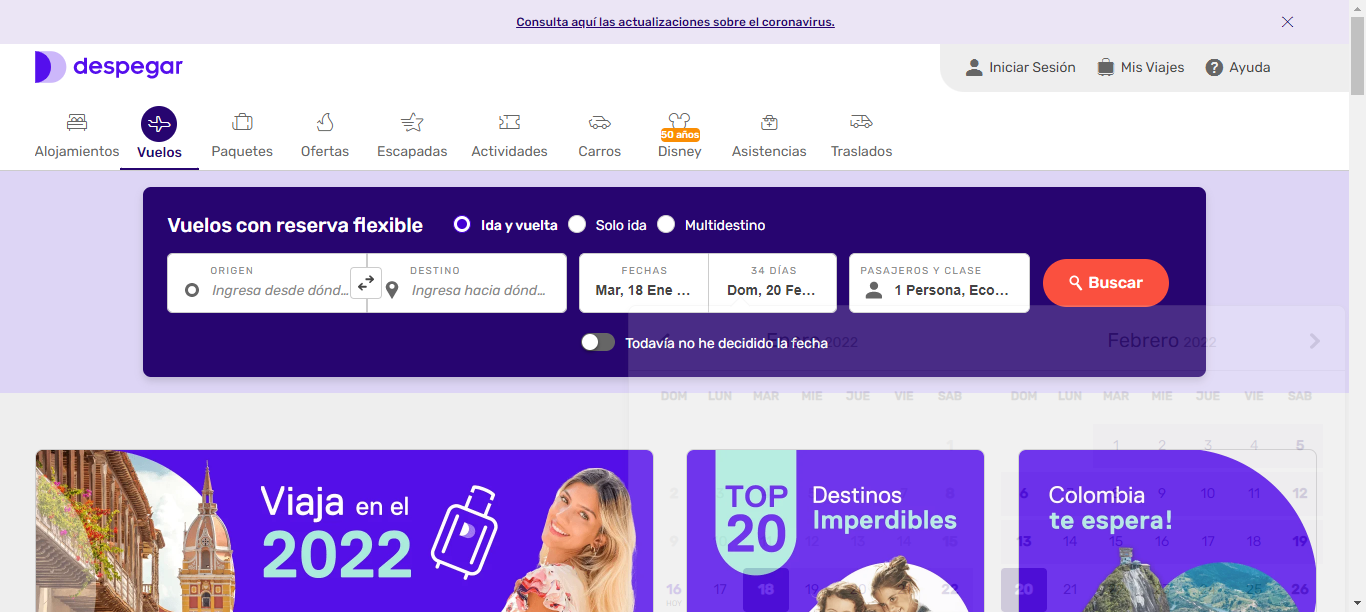 Consulta aquí las actualizaciones sobre el coronavirus.
despegar
Iniciar Sesión
Mis Viajes
Ayuda
Alojamientos
Vuelos
Paquetes
Ofertas
Escapadas
Actividades
Carros
50 años
Disney
Asistencias
Traslados
Vuelos con reserva flexible
Ida y vuelta
Solo ida
Multidestino
ORIGEN
Ingresa desde dónd...
DESTINO
Ingresa hacia dónd...
FECHAS
Mar, 18 Ene ...
34 DÍAS
Dom, 20 Fe...
PASAJEROS Y CLASE
1 Persona, Eco...
Buscar
Todavía no he decidido la fecha
2022
Febrero 2022
DOM LUN MAR MIE JUE VIE SAB
DOM LUN MAR MIE JUE VIE SAB
1
1 2 3 4 5
2 8
6 9 10 11 12
9 15
13 14 15 16 17 18 19
16 17 18 19 22
HOY
20 21 26
Viaja en el
2022
TOP
20
Destinos
Imperdibles
Colombia
te espera!